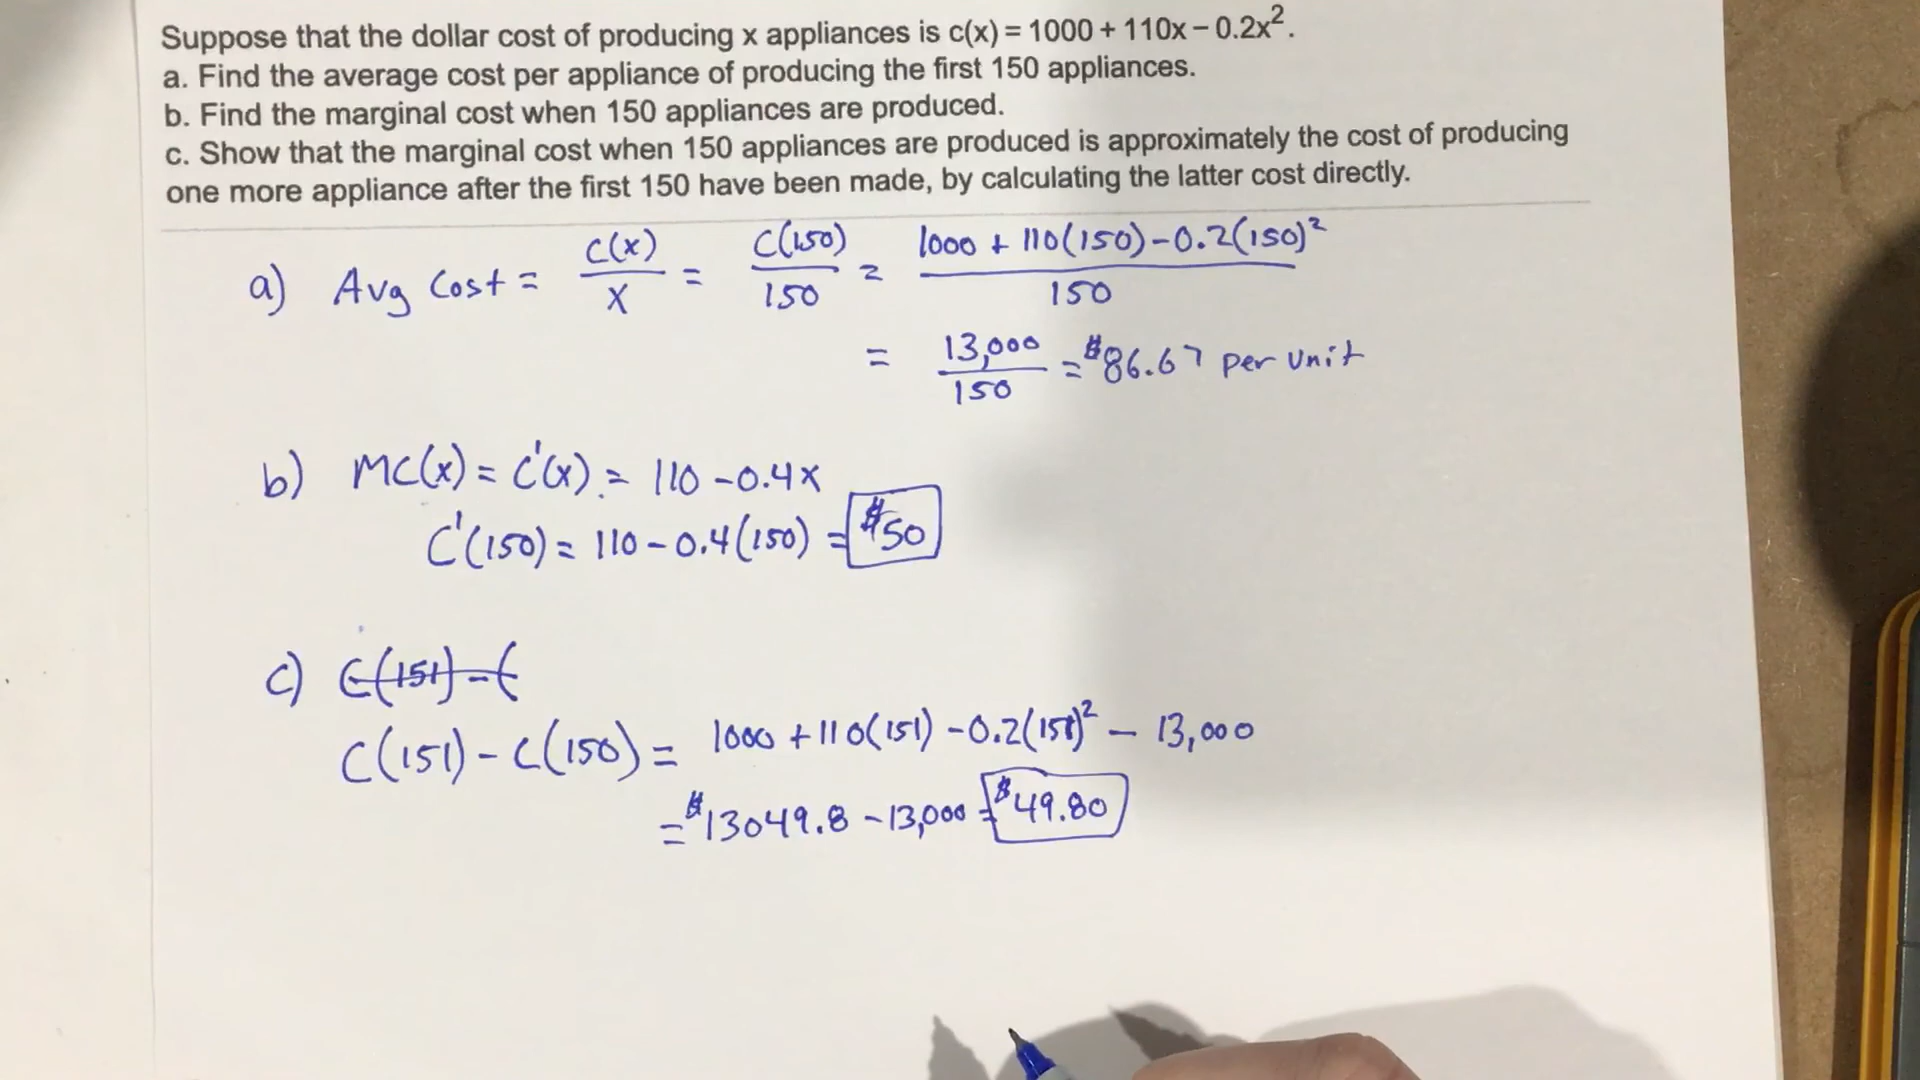 Suppose that the dollar cost of producing x appliances is c(x) = 1000 + 110x − 0.2x².
a. Find the average cost per appliance of producing the first 150 appliances.
b. Find the marginal cost when 150 appliances are produced.
c. Show that the marginal cost when 150 appliances are produced is approximately the cost of producing
one more appliance after the first 150 have been made, by calculating the latter cost directly.
a) Avg Cost = C(x)/X = C(150)/150 = (1000 + 110(150) − 0.2(150)²)/150
= 13,000/150 = $86.67 per unit
b) MC(x) = C'(x) = 110 − 0.4x
C'(150) = 110 − 0.4(150) = $50
c) C(151) − (
C(151) − C(150) = 1000 + 110(151) − 0.2(151)² − 13,000
= $13049.8 − 13,000 = $49.80